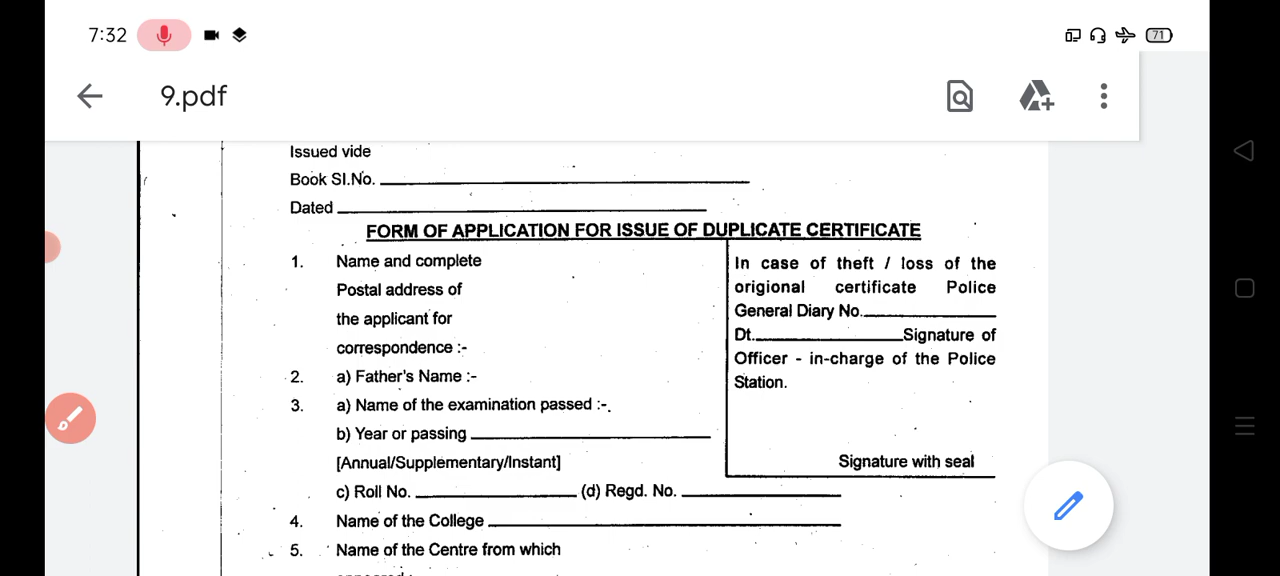 7:32
71
9.pdf
Issued vide
Book SI.No.
Dated
FORM OF APPLICATION FOR ISSUE OF DUPLICATE CERTIFICATE
1. Name and complete
Postal address of
the applicant for
correspondence :-
2. a) Father's Name :-
3. a) Name of the examination passed :-
b) Year or passing
[Annual/Supplementary/Instant]
c) Roll No. (d) Regd. No.
4. Name of the College
5. Name of the Centre from which
In case of theft / loss of the
origional certificate Police
General Diary No.
Dt. Signature of
Officer - in-charge of the Police
Station.
Signature with seal